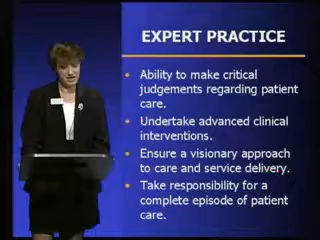 EXPERT PRACTICE
• Ability to make critical
judgements regarding patient
care.
• Undertake advanced clinical
interventions.
• Ensure a visionary approach
to care and service delivery.
• Take responsibility for a
complete episode of patient
care.